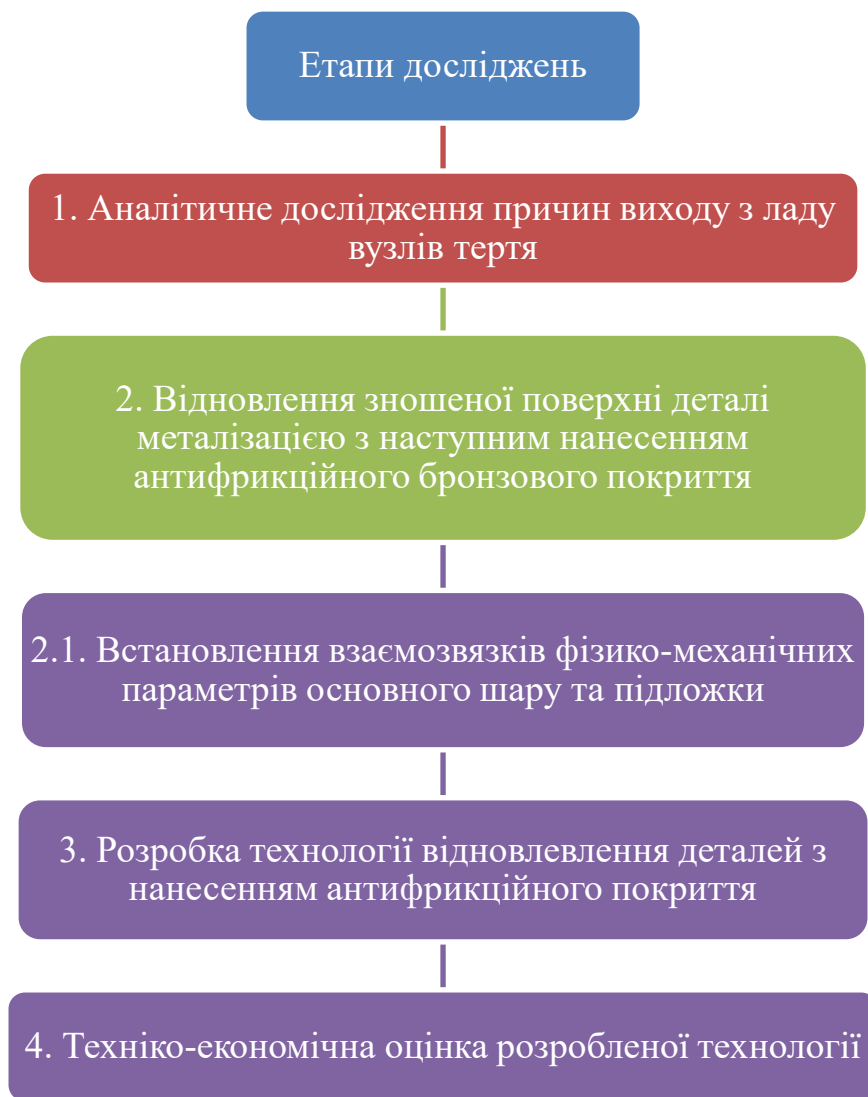 Етапи досліджень
1. Аналітичне дослідження причин виходу з ладу
вузлів тертя
2. Відновлення зношеної поверхні деталі
металізацією з наступним нанесенням
антифрикційного бронзового покриття
2.1. Встановлення взаємозвязків фізико-механічних
параметрів основного шару та підложки
3. Розробка технології відновлевлення деталей з
нанесенням антифрикційного покриття
4. Техніко-економічна оцінка розробленої технології